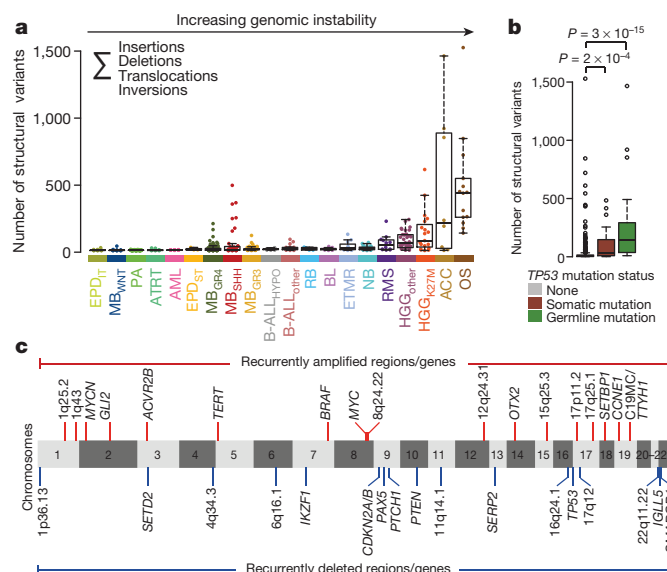 a
Increasing genomic instability
∑ Insertions
Deletions
Translocations
Inversions
Number of structural variants
1,500
1,000
500
0
EPD_IT
MB_WNT
PA
ATRT
AML
EPD_ST
MB_GR4
MB_SHH
MB_GR3
B-ALL_HYPO
B-ALL_other
RB
BL
ETMR
NB
RMS
HGG_other
HGG_K27M
ACC
OS
b
P = 3 × 10⁻¹⁵
P = 2 × 10⁻⁴
Number of structural variants
1,500
1,000
500
0
TP53 mutation status
None
Somatic mutation
Germline mutation
c
Recurrently amplified regions/genes
1q25.2
1q43
MYCN
GLI2
ACVR2B
TERT
BRAF
MYC
8q24.22
12q24.31
OTX2
15q25.3
17p11.2
17q25.1
SETBP1
CCNE1
C19MC/
TTYH1
Chromosomes
1 2 3 4 5 6 7 8 9 10 11 12 13 14 15 16 17 18 19 20–22
1p36.13
SETD2
4q34.3
6q16.1
IKZF1
CDKN2A/B
PAX5
PTCH1
PTEN
11q14.1
SERP2
16q24.1
TP53
17q12
22q11.22
IGLL5
Recurrently deleted regions/genes